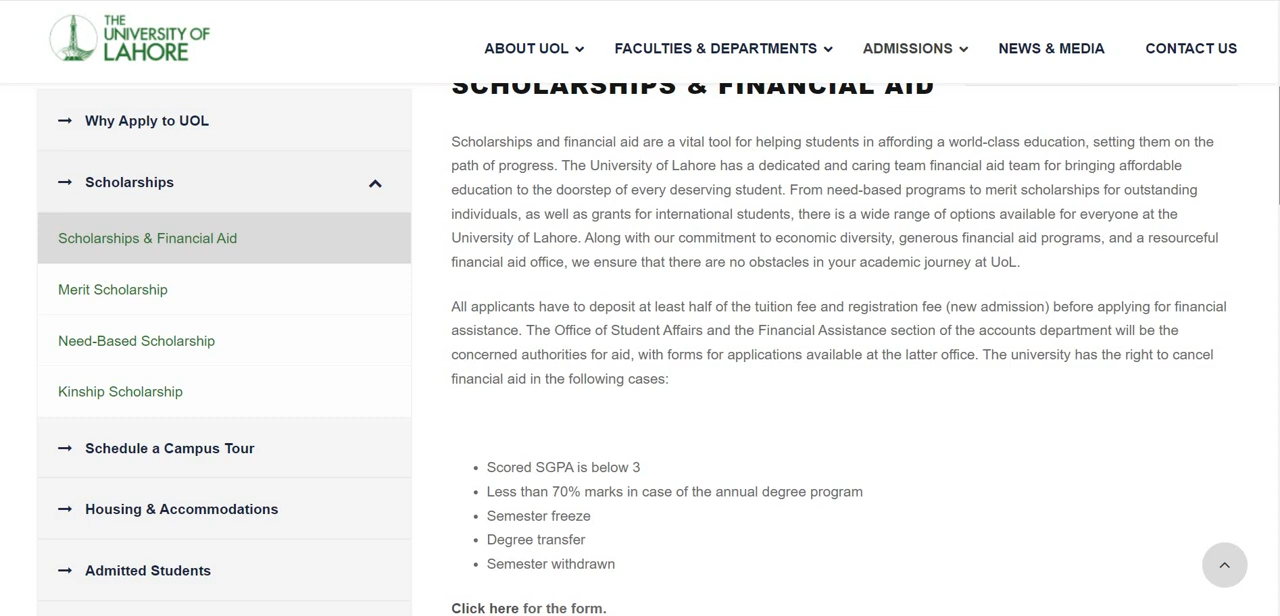 THE
UNIVERSITY OF
LAHORE
ABOUT UOL
FACULTIES & DEPARTMENTS
ADMISSIONS
NEWS & MEDIA
CONTACT US
Why Apply to UOL
Scholarships
Scholarships & Financial Aid
Merit Scholarship
Need-Based Scholarship
Kinship Scholarship
Schedule a Campus Tour
Housing & Accommodations
Admitted Students
SCHOLARSHIPS & FINANCIAL AID
Scholarships and financial aid are a vital tool for helping students in affording a world-class education, setting them on the
path of progress. The University of Lahore has a dedicated and caring team financial aid team for bringing affordable
education to the doorstep of every deserving student. From need-based programs to merit scholarships for outstanding
individuals, as well as grants for international students, there is a wide range of options available for everyone at the
University of Lahore. Along with our commitment to economic diversity, generous financial aid programs, and a resourceful
financial aid office, we ensure that there are no obstacles in your academic journey at UoL.
All applicants have to deposit at least half of the tuition fee and registration fee (new admission) before applying for financial
assistance. The Office of Student Affairs and the Financial Assistance section of the accounts department will be the
concerned authorities for aid, with forms for applications available at the latter office. The university has the right to cancel
financial aid in the following cases:
• Scored SGPA is below 3
• Less than 70% marks in case of the annual degree program
• Semester freeze
• Degree transfer
• Semester withdrawn
Click here for the form.